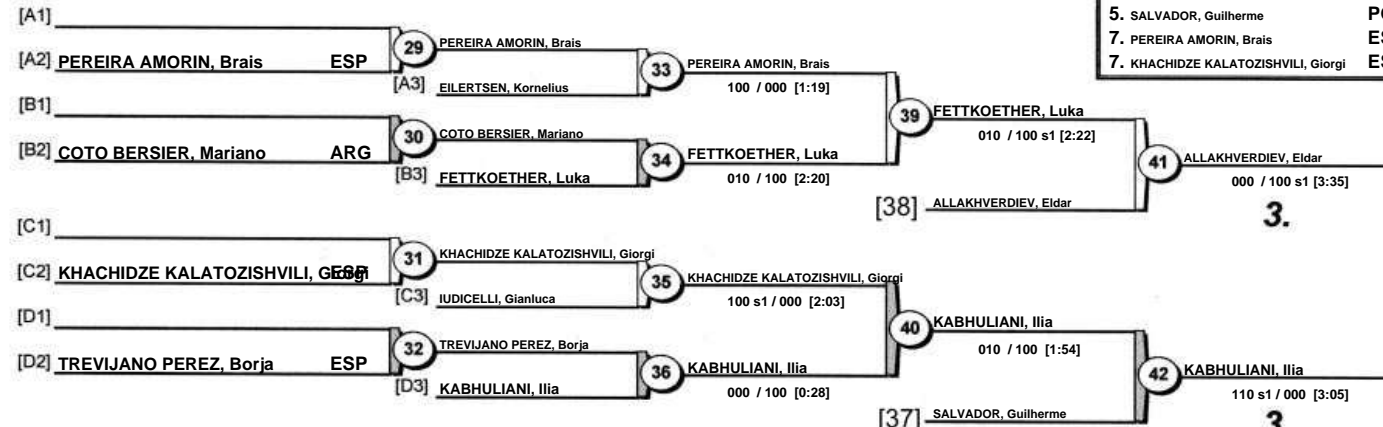 5. SALVADOR, Guilherme
7. PEREIRA AMORIN, Brais
7. KHACHIDZE KALATOZISHVILI, Giorgi
[A1]
[A2] PEREIRA AMORIN, Brais ESP
29
PEREIRA AMORIN, Brais
[A3] EILERTSEN, Kornelius
33
PEREIRA AMORIN, Brais
100 / 000 [1:19]
[B1]
[B2] COTO BERSIER, Mariano ARG
30
COTO BERSIER, Mariano
[B3] FETTKOETHER, Luka
34
FETTKOETHER, Luka
010 / 100 [2:20]
39
FETTKOETHER, Luka
010 / 100 s1 [2:22]
[38] ALLAKHVERDIEV, Eldar
41
ALLAKHVERDIEV, Eldar
000 / 100 s1 [3:35]
3.
[C1]
[C2] KHACHIDZE KALATOZISHVILI, Giorgi ESP
31
KHACHIDZE KALATOZISHVILI, Giorgi
[C3] IUDICELLI, Gianluca
35
KHACHIDZE KALATOZISHVILI, Giorgi
100 s1 / 000 [2:03]
[D1]
[D2] TREVIJANO PEREZ, Borja ESP
32
TREVIJANO PEREZ, Borja
[D3] KABHULIANI, Ilia
36
KABHULIANI, Ilia
000 / 100 [0:28]
40
KABHULIANI, Ilia
010 / 100 [1:54]
[37] SALVADOR, Guilherme
42
KABHULIANI, Ilia
110 s1 / 000 [3:05]
3.